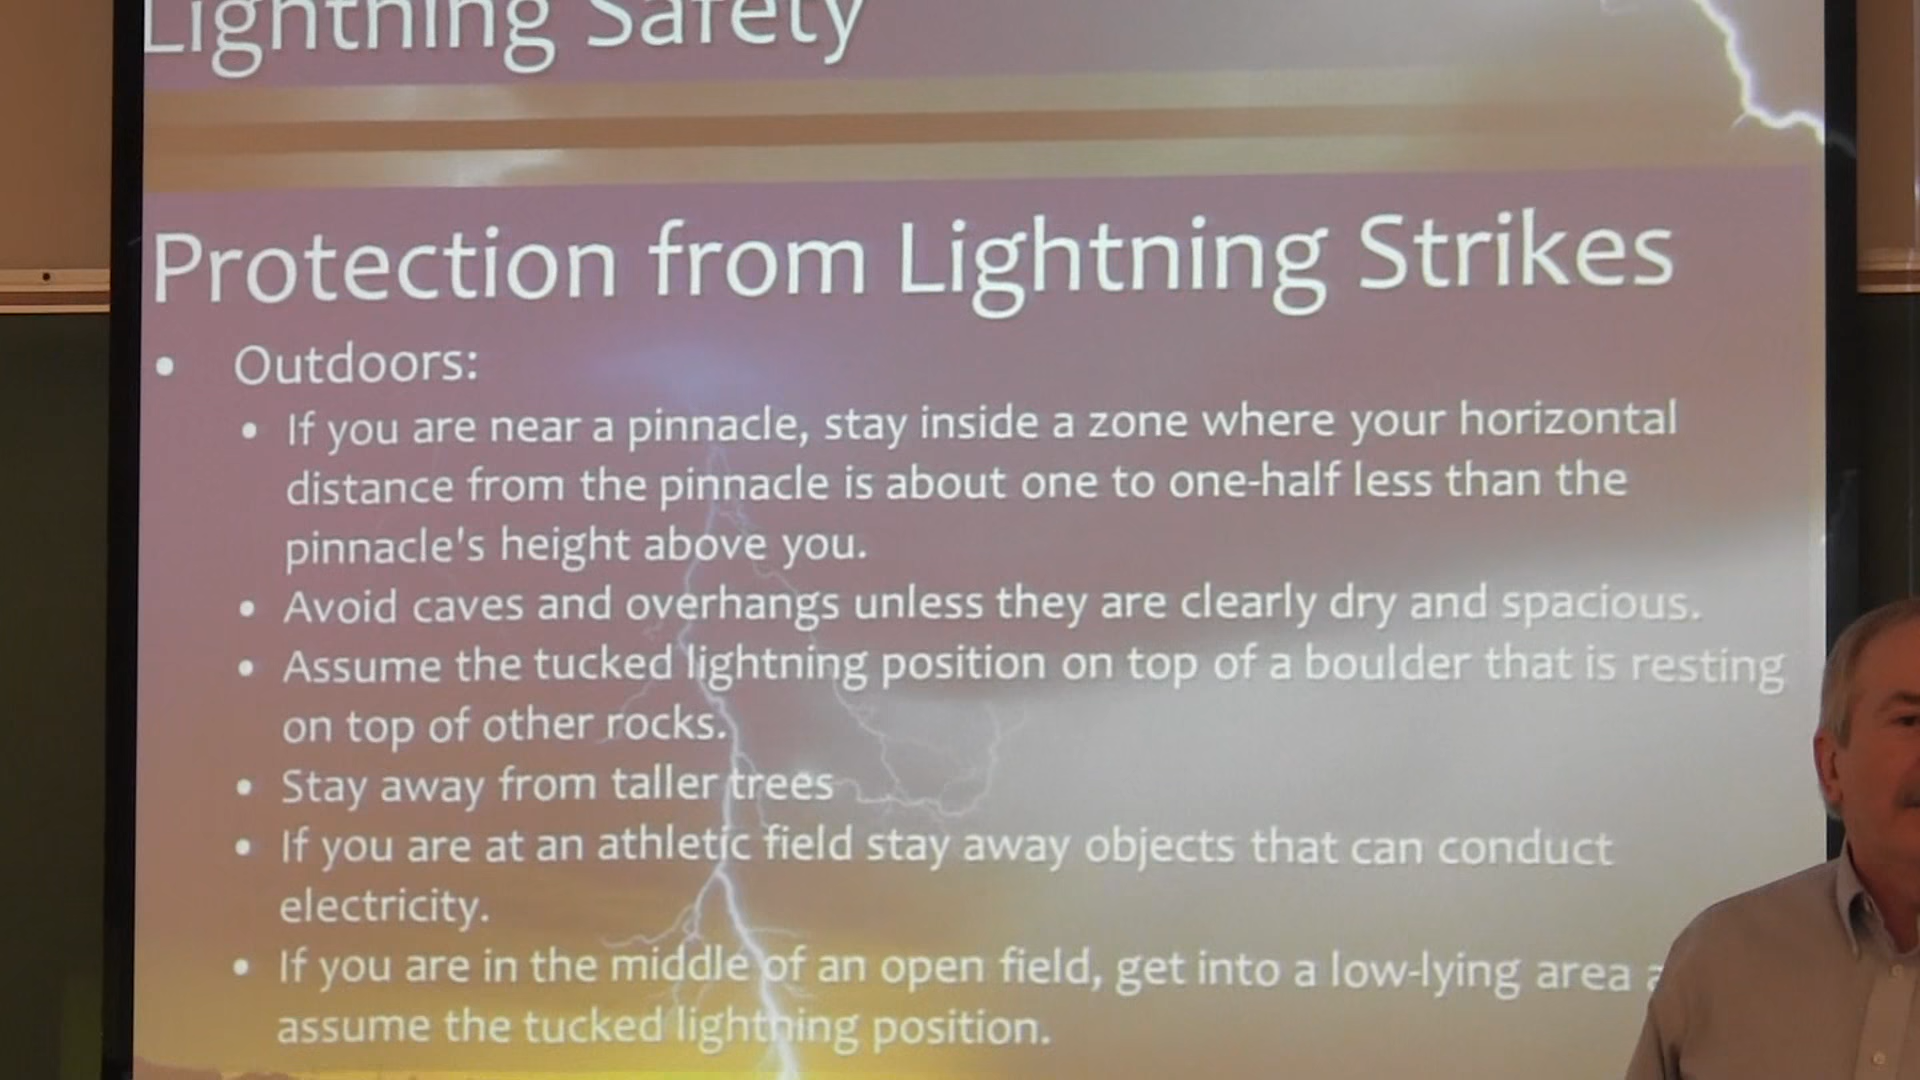 Lightning Safety
Protection from Lightning Strikes
• Outdoors:
• If you are near a pinnacle, stay inside a zone where your horizontal
distance from the pinnacle is about one to one-half less than the
pinnacle's height above you.
• Avoid caves and overhangs unless they are clearly dry and spacious.
• Assume the tucked lightning position on top of a boulder that is resting
on top of other rocks.
• Stay away from taller trees
• If you are at an athletic field stay away objects that can conduct
electricity.
• If you are in the middle of an open field, get into a low-lying area
assume the tucked lightning position.